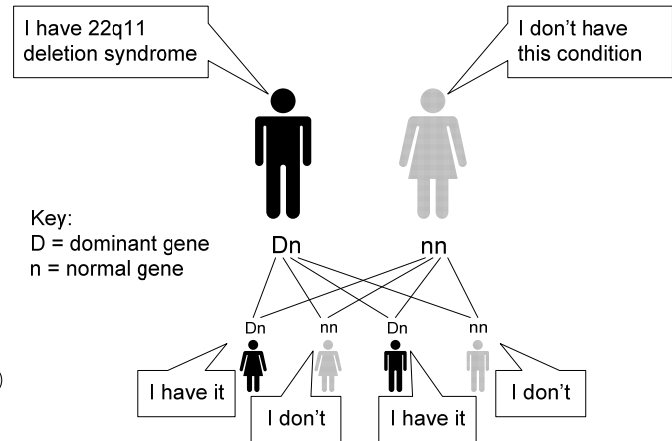 I have 22q11
deletion syndrome
I don't have
this condition
Key:
D = dominant gene
n = normal gene
Dn
nn
Dn
nn
Dn
nn
)
I have it
I don't
I have it
I don't